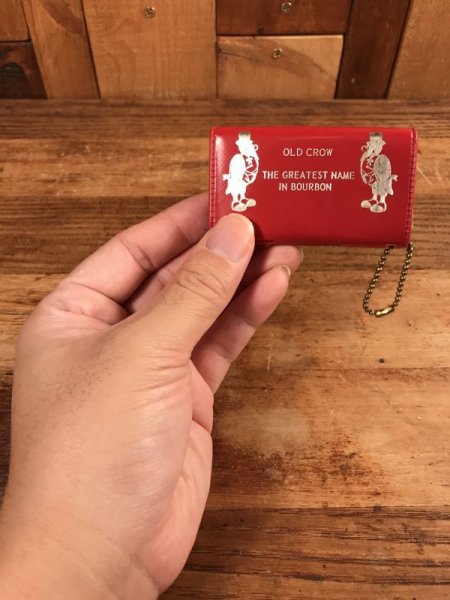 OLD CROW
THE GREATEST NAME
IN BOURBON